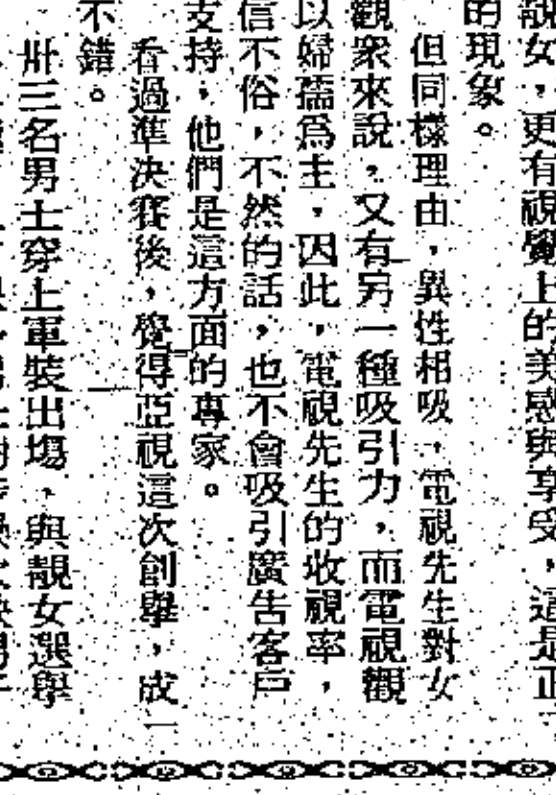 靚女，更有視覺上的美感與享受，這是正
的現象。
但同樣理由，異性相吸，電視先生對女
觀衆來說，又有另一種吸引力，而電視觀
以婦孺爲主，因此，電視先生的收視率，
信不俗，不然的話，也不會吸引廣告客戶
支持，他們是這方面的專家。
看過準決賽後，覺得亞視這次創舉，成
不錯。
卅三名男士穿上軍裝出場，與靚女選舉